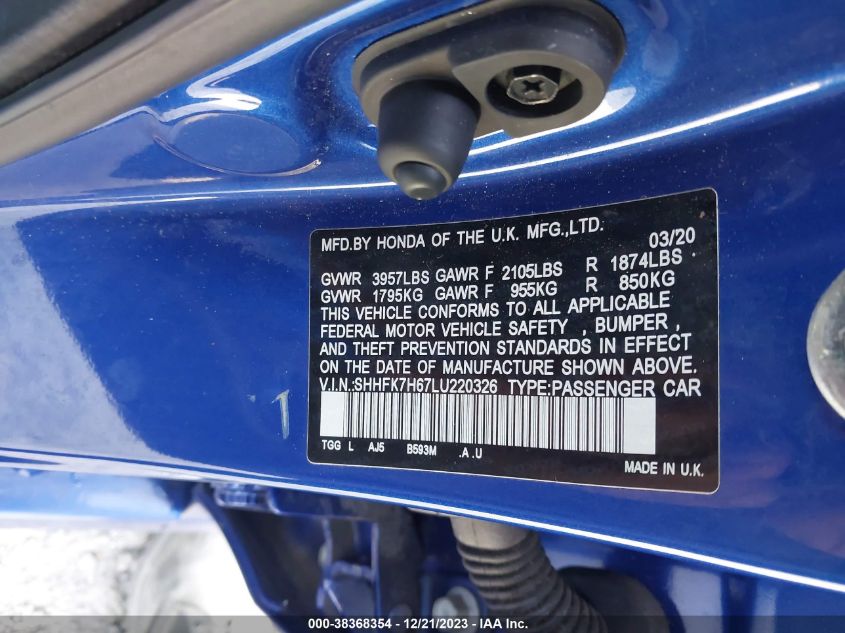 MFD.BY HONDA OF THE U.K. MFG.,LTD. 03/20
GVWR 3957LBS GAWR F 2105LBS R 1874LBS
GVWR 1795KG GAWR F 955KG R 850KG
THIS VEHICLE CONFORMS TO ALL APPLICABLE
FEDERAL MOTOR VEHICLE SAFETY , BUMPER ,
AND THEFT PREVENTION STANDARDS IN EFFECT
ON THE DATE OF MANUFACTURE SHOWN ABOVE.
V.I.N.:SHHFK7H67LU220326 TYPE:PASSENGER CAR
TGG L AJ5 B593M .A .U
MADE IN U.K.
000-38368354 - 12/21/2023 - IAA Inc.